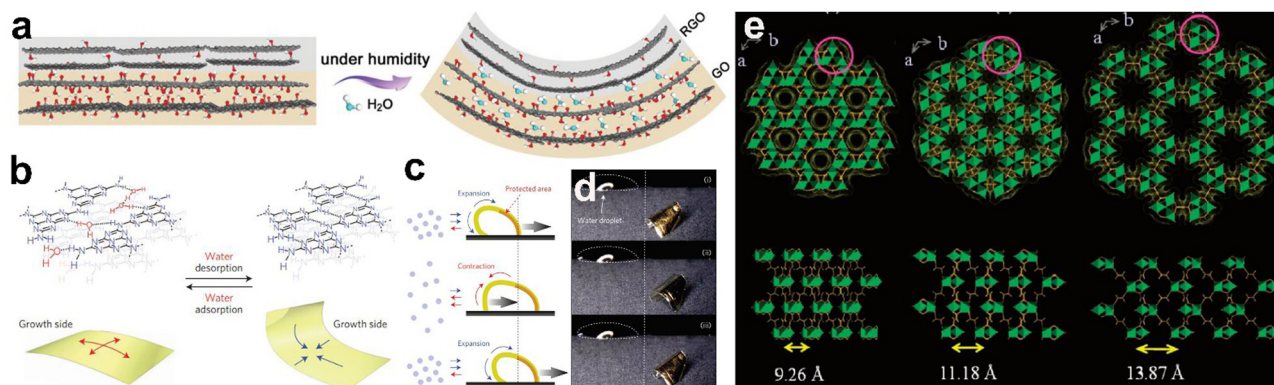 a
under humidity
H₂O
RGO
GO
b
Water
desorption
Water
adsorption
Growth side
Growth side
c
Expansion
Protected area
Contraction
Expansion
d
(i)
Water droplet
(ii)
(iii)
e
a
b
a
b
a
b
9.26 Å
11.18 Å
13.87 Å